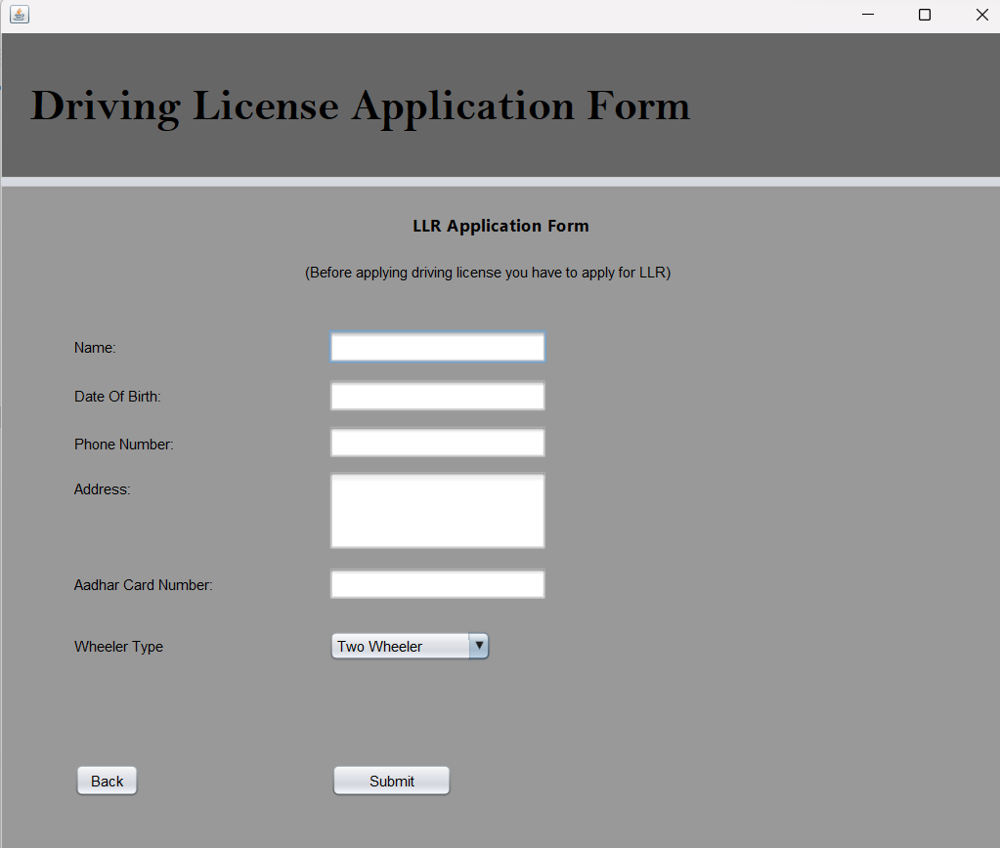 Driving License Application Form
LLR Application Form
(Before applying driving license you have to apply for LLR)
Name:
Date Of Birth:
Phone Number:
Address:
Aadhar Card Number:
Wheeler Type
Two Wheeler
Back
Submit